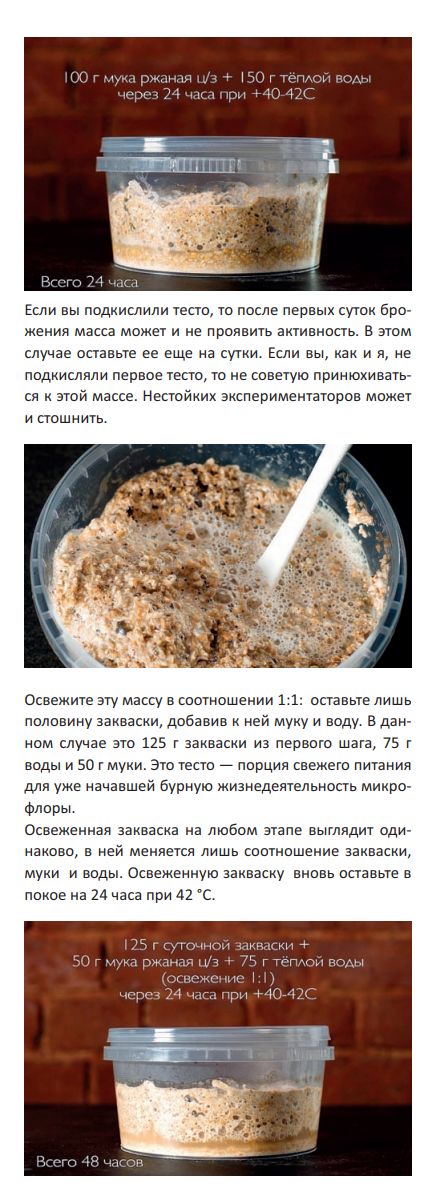 100 г мука ржаная ц/з + 150 г тёплой воды
через 24 часа при +40-42С
Всего 24 часа
Если вы подкислили тесто, то после первых суток бро-
жения масса может и не проявить активность. В этом
случае оставьте ее еще на сутки. Если вы, как и я, не
подкисляли первое тесто, то не советую принюхивать-
ся к этой массе. Нестойких экспериментаторов может
и стошнить.
Освежите эту массу в соотношении 1:1: оставьте лишь
половину закваски, добавив к ней муку и воду. В дан-
ном случае это 125 г закваски из первого шага, 75 г
воды и 50 г муки. Это тесто — порция свежего питания
для уже начавшей бурную жизнедеятельность микро-
флоры.
Освеженная закваска на любом этапе выглядит оди-
наково, в ней меняется лишь соотношение закваски,
муки и воды. Освеженную закваску вновь оставьте в
покое на 24 часа при 42 °С.
125 г суточной закваски +
50 г мука ржаная ц/з + 75 г тёплой воды
(освежение 1:1)
через 24 часа при +40-42С
Всего 48 часов